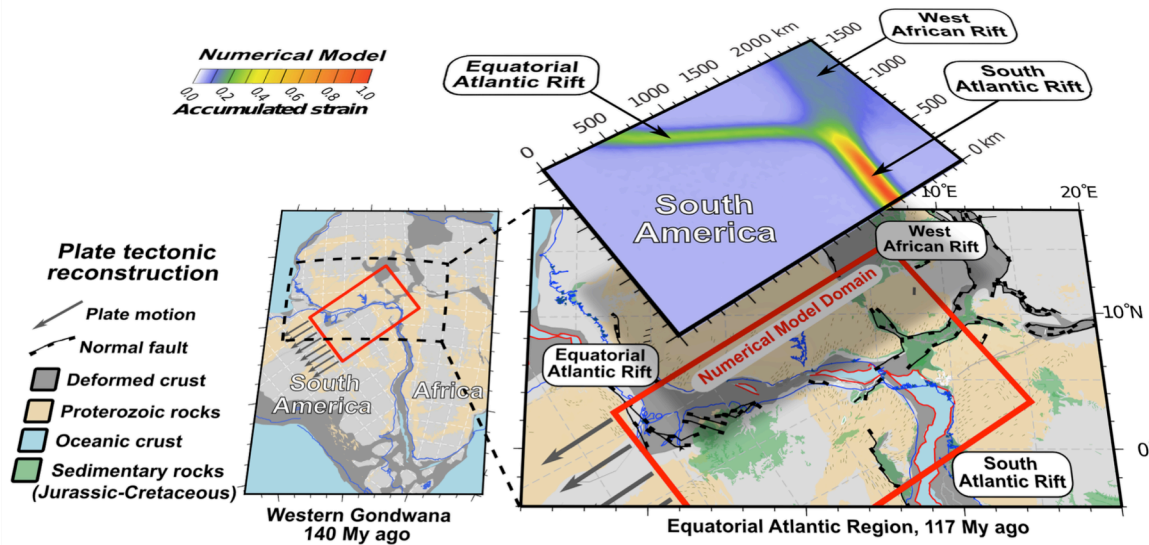 Numerical Model
0.0 0.2 0.4 0.6 0.8 1.0
Accumulated strain
Equatorial
Atlantic Rift
West
African Rift
South
Atlantic Rift
0 500 1000 1500 2000 km
1500
1000
500
0 km
South
America
10°E 20°E
10°N
0
Plate tectonic
reconstruction
Plate motion
Normal fault
Deformed crust
Proterozoic rocks
Oceanic crust
Sedimentary rocks
(Jurassic-Cretaceous)
South
America
Africa
Western Gondwana
140 My ago
West
African Rift
Numerical Model Domain
Equatorial
Atlantic Rift
South
Atlantic Rift
Equatorial Atlantic Region, 117 My ago